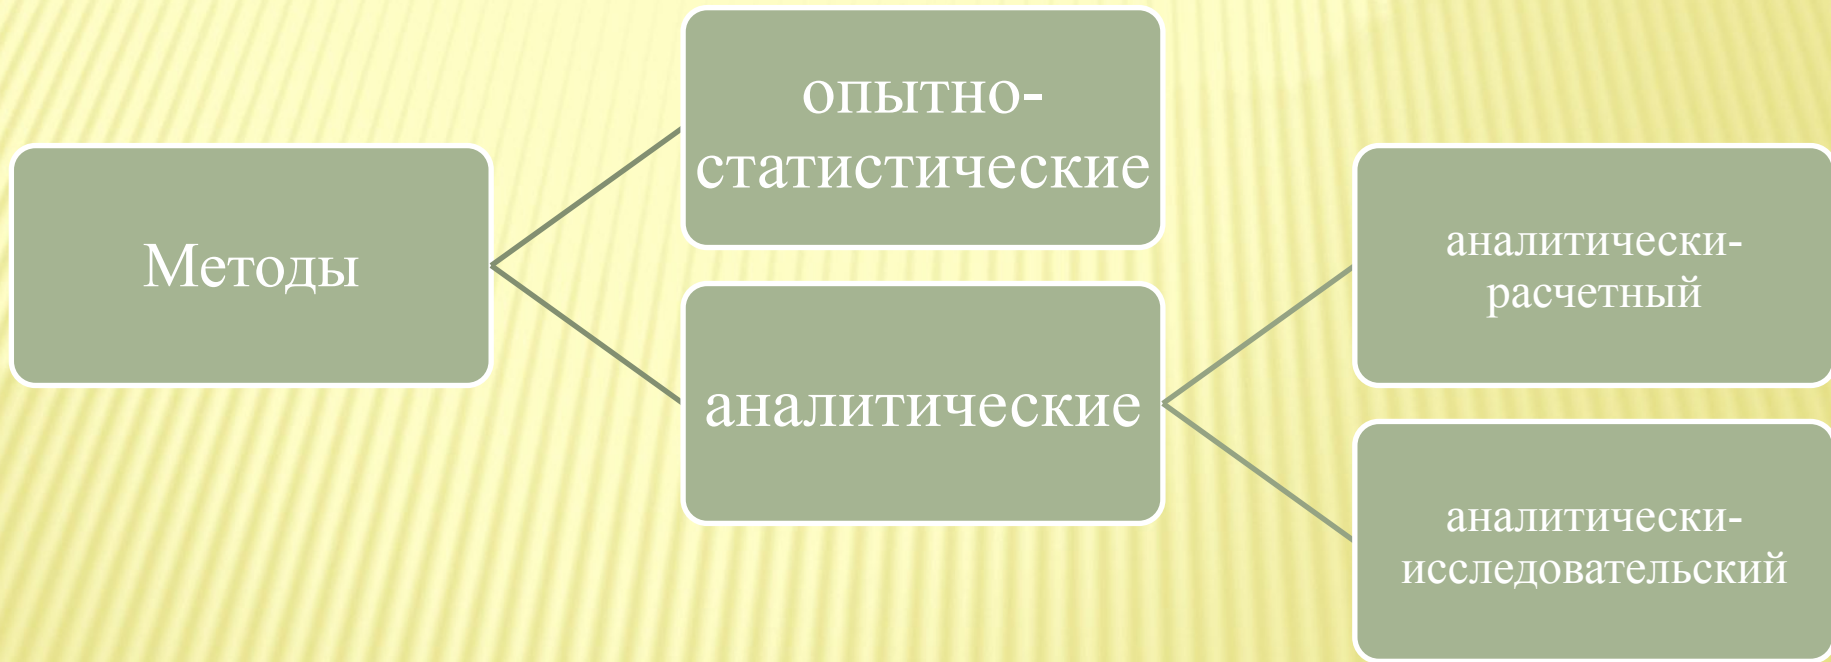 Методы
опытно-
статистические
аналитические
аналитически-
расчетный
аналитически-
исследовательский